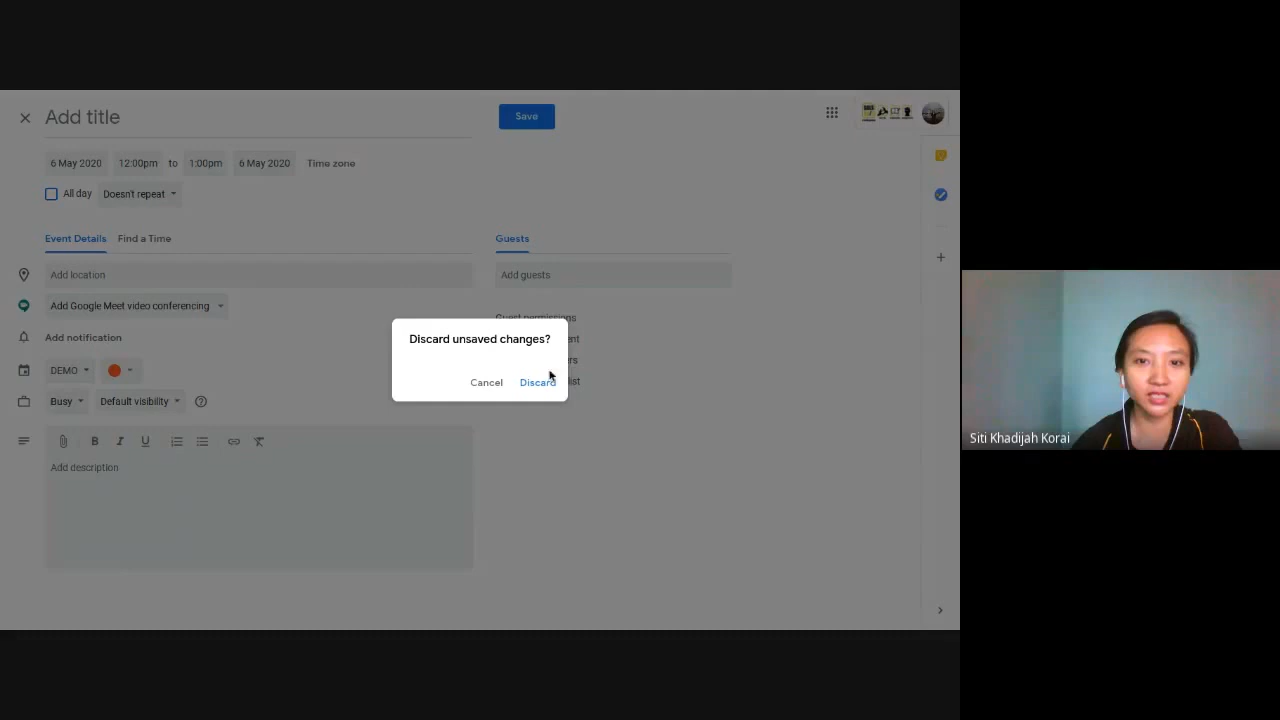 Add title
Save
6 May 2020
12:00pm
to
1:00pm
6 May 2020
Time zone
All day
Doesn't repeat
Event Details
Find a Time
Guests
Add location
Add guests
Add Google Meet video conferencing
Guest permissions
Add notification
Discard unsaved changes?
Cancel
Discard
list
DEMO
Busy
Default visibility
B
I
U
Add description
Siti Khadijah Korai